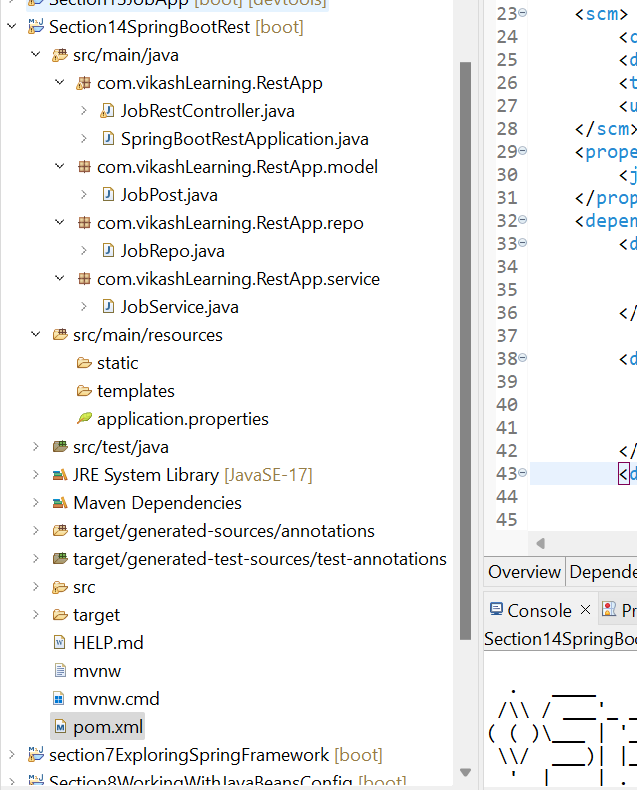 Section13JobApp [boot] [devtools]
Section14SpringBootRest [boot]
src/main/java
com.vikashLearning.RestApp
JobRestController.java
SpringBootRestApplication.java
com.vikashLearning.RestApp.model
JobPost.java
com.vikashLearning.RestApp.repo
JobRepo.java
com.vikashLearning.RestApp.service
JobService.java
src/main/resources
static
templates
application.properties
src/test/java
JRE System Library [JavaSE-17]
Maven Dependencies
target/generated-sources/annotations
target/generated-test-sources/test-annotations
src
target
HELP.md
mvnw
mvnw.cmd
pom.xml
section7ExploringSpringFramework [boot]
Section8WorkingWithJavaBeansConfig [boot]
23 <scm>
24 <
25 <d
26 <t
27 <u
28 </scm>
29 <prope
30 <j
31 </prop
32 <depen
33 <d
34
35
36 </
37
38 <d
39
40
41
42 </
43 <d
44
45
Overview Depende
Console Pr
Section14SpringBoo